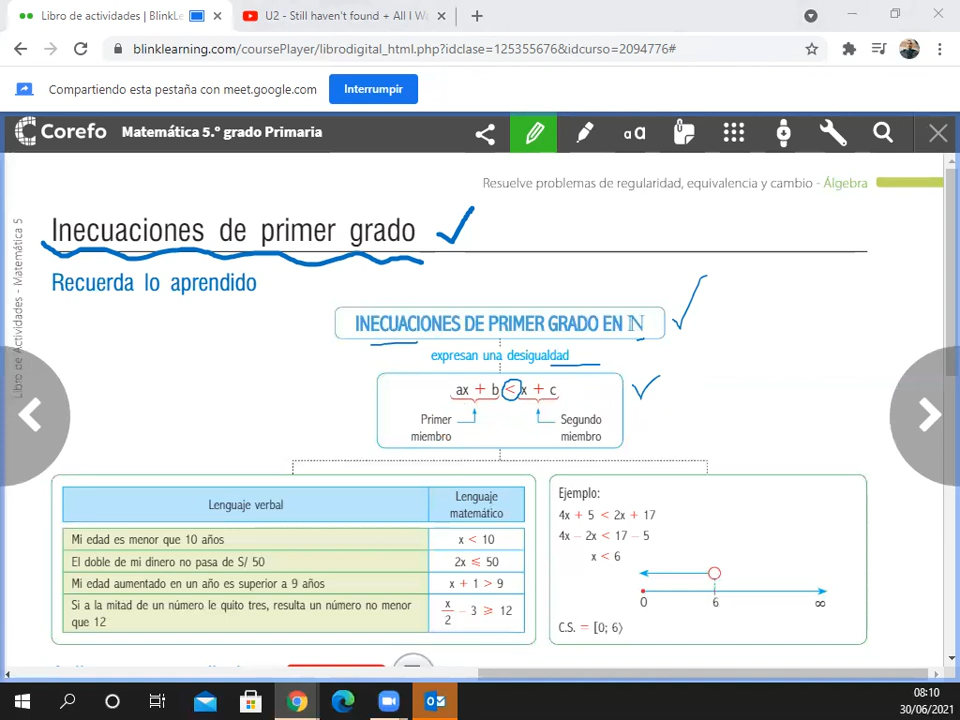 Libro de actividades | BlinkLe
U2 - Still haven't found + All I Wa
blinklearning.com/coursePlayer/librodigital_html.php?idclase=125355676&idcurso=2094776#
Compartiendo esta pestaña con meet.google.com
Interrumpir
Corefo
Matemática 5.º grado Primaria
aa
Resuelve problemas de regularidad, equivalencia y cambio - Álgebra
Libro de Actividades - Matemática 5
Inecuaciones de primer grado
Recuerda lo aprendido
INECUACIONES DE PRIMER GRADO EN ℕ
expresan una desigualdad
ax + b < x + c
Primer miembro
Segundo miembro
Lenguaje verbal
Lenguaje matemático
Mi edad es menor que 10 años
x < 10
El doble de mi dinero no pasa de S/ 50
2x ⩽ 50
Mi edad aumentado en un año es superior a 9 años
x + 1 > 9
Si a la mitad de un número le quito tres, resulta un número no menor que 12
x/2 − 3 ⩾ 12
Ejemplo:
4x + 5 < 2x + 17
4x − 2x < 17 − 5
x < 6
0 6 ∞
C.S. = [0; 6⟩
08:10
30/06/2021